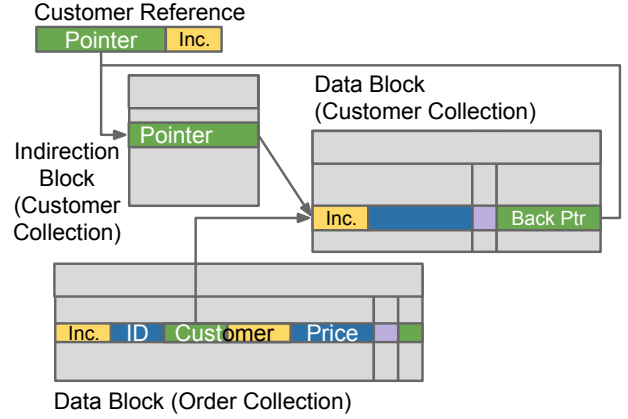 Customer Reference
Pointer Inc.
Data Block
(Customer Collection)
Pointer
Indirection
Block
(Customer
Collection)
Inc. Back Ptr
Inc. ID Customer Price
Data Block (Order Collection)